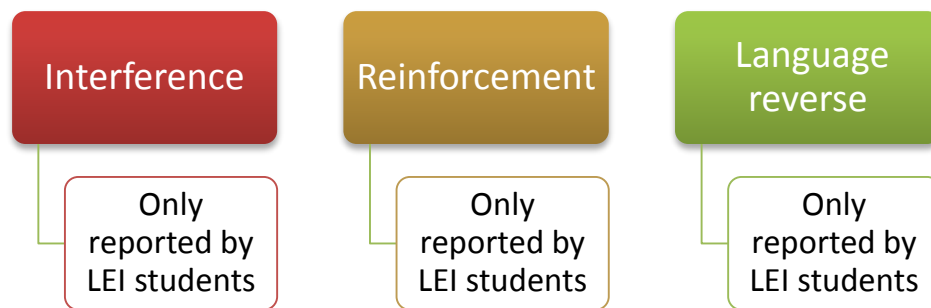 Interference
Only
reported by
LEI students
Reinforcement
Only
reported by
LEI students
Language
reverse
Only
reported by
LEI students